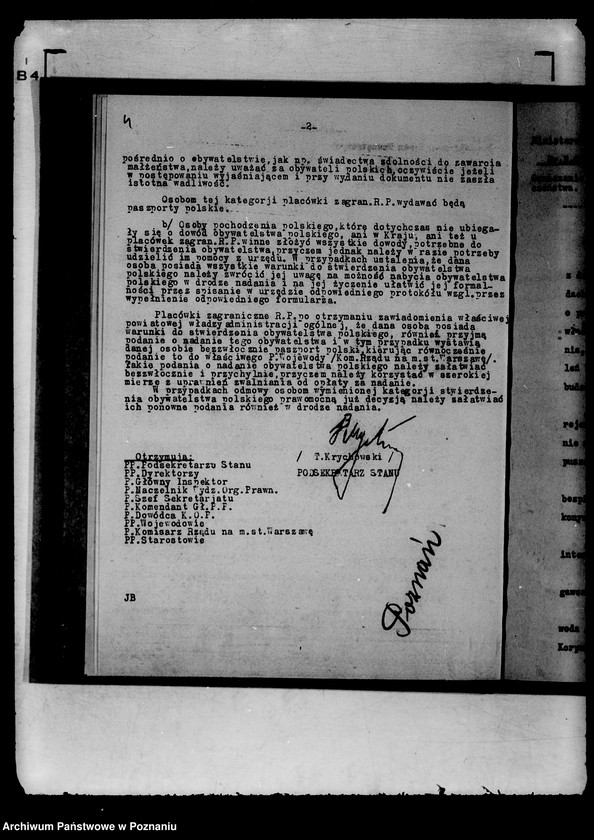 B4
4
-2-
pośrednio o obywatelstwie, jak np. świadectwa zdolności do zawarcia
małżeństwa, należy uważać za obywateli polskich, oczywiście jeżeli
w postępowaniu wyjaśniającem i przy wydaniu dokumentu nie zaszła
istotna wadliwość.
Osobom tej kategorji placówki zagran.R.P. wydawać będą
paszporty polskie.
b/ Osoby pochodzenia polskiego, które dotychczas nie ubiega-
ły się o dowód obywatelstwa polskiego, ani w Kraju, ani też u
placówek zagran.R.P. winne złożyć wszystkie dowody, potrzebne do
stwierdzenia obywatelstwa, przyczem jednak należy w razie potrzeby
udzielić im pomocy z urzędu. W przypadkach ustalenia, że dana
osoba posiada wszystkie warunki do stwierdzenia obywatelstwa
polskiego należy zwrócić jej uwagę na możność nabycia obywatelstwa
polskiego w drodze nadania i na jej życzenie ułatwić jej formal-
ności przez spisanie w urzędzie odpowiedniego protokółu wzgl. przez
wypełnienie odpowiedniego formularza.
Placówki zagraniczne R.P. po otrzymaniu zawiadomienia właściwej
powiatowej władzy administracji ogólnej, że dana osoba posiada
warunki do stwierdzenia obywatelstwa polskiego, również przyjmą
podanie o nadanie tego obywatelstwa i w tym przypadku wystawią
danej osobie bezzwłocznie paszport polski, kierując równocześnie
podanie to do właściwego P.Wojewody /Kom.Rządu na m.st.Warszawę/.
Takie podania o nadanie obywatelstwa polskiego należy załatwiać
bezzwłocznie i przychylnie, przyczem należy korzystać w szerokiej
mierze z uprawnień zwalniania od opłaty za nadanie.
W przypadkach odmowy osobom wymienionej kategorji stwierdze-
nia obywatelstwa polskiego prawomocną już decyzją należy załatwiać
ich ponowne podania również w drodze nadania.
/ T.Krychowski /
PODSEKRETARZ STANU
Otrzymują:
PP.Podsekretarze Stanu
PP.Dyrektorzy
P.Główny Inspektor
P.Naczelnik Wydz.Org.Prawn.
P.Szef Sekretarjatu
P.Komendant Gł.P.P.
P.Dowódca K.O.P.
PP.Wojewodowie
P.Komisarz Rządu na m.st.Warszawę
PP.Starostowie
Poznań
JB
Archiwum Państwowe w Poznaniu